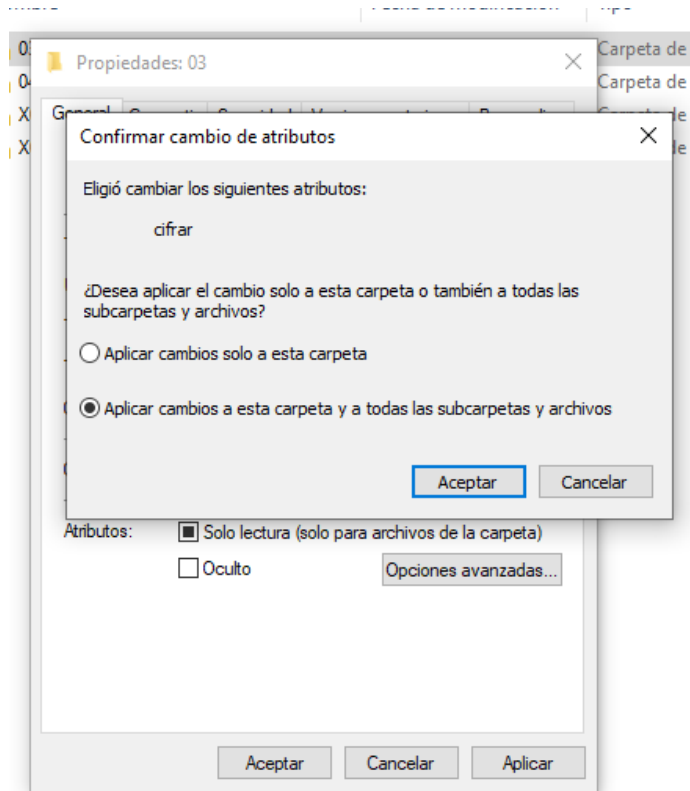 Propiedades: 03
Carpeta de
Carpeta de
General
de
Confirmar cambio de atributos
Eligió cambiar los siguientes atributos:
cifrar
¿Desea aplicar el cambio solo a esta carpeta o también a todas las
subcarpetas y archivos?
Aplicar cambios solo a esta carpeta
Aplicar cambios a esta carpeta y a todas las subcarpetas y archivos
Aceptar Cancelar
Atributos: Solo lectura (solo para archivos de la carpeta)
Oculto Opciones avanzadas...
Aceptar Cancelar Aplicar